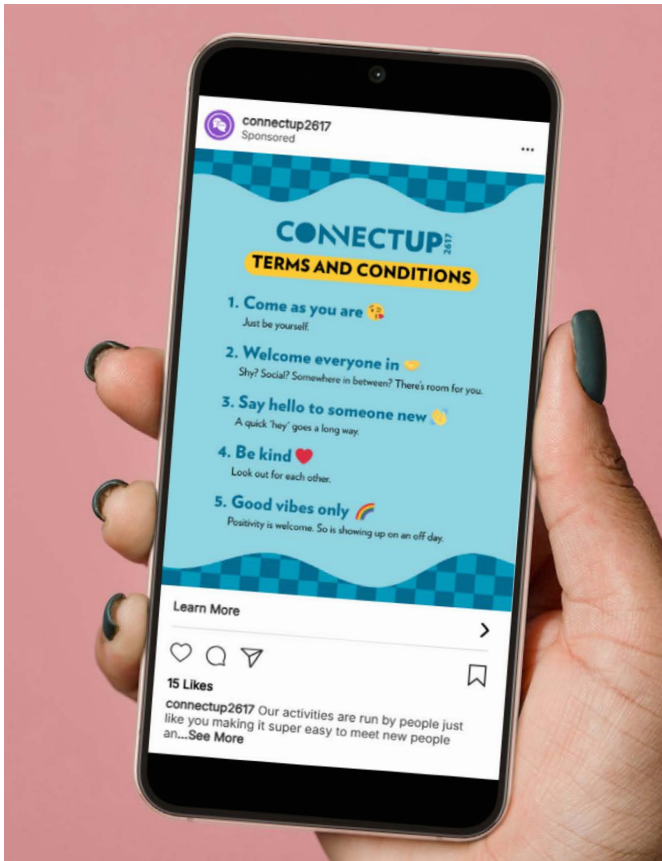 connectup2617
Sponsored
CONNECTUP 2617
TERMS AND CONDITIONS
1. Come as you are 😘
Just be yourself.
2. Welcome everyone in 🤝
Shy? Social? Somewhere in between? There's room for you.
3. Say hello to someone new 👋
A quick 'hey' goes a long way.
4. Be kind ❤️
Look out for each other.
5. Good vibes only 🌈
Positivity is welcome. So is showing up on an off day.
Learn More
15 Likes
connectup2617 Our activities are run by people just
like you making it super easy to meet new people
an...See More